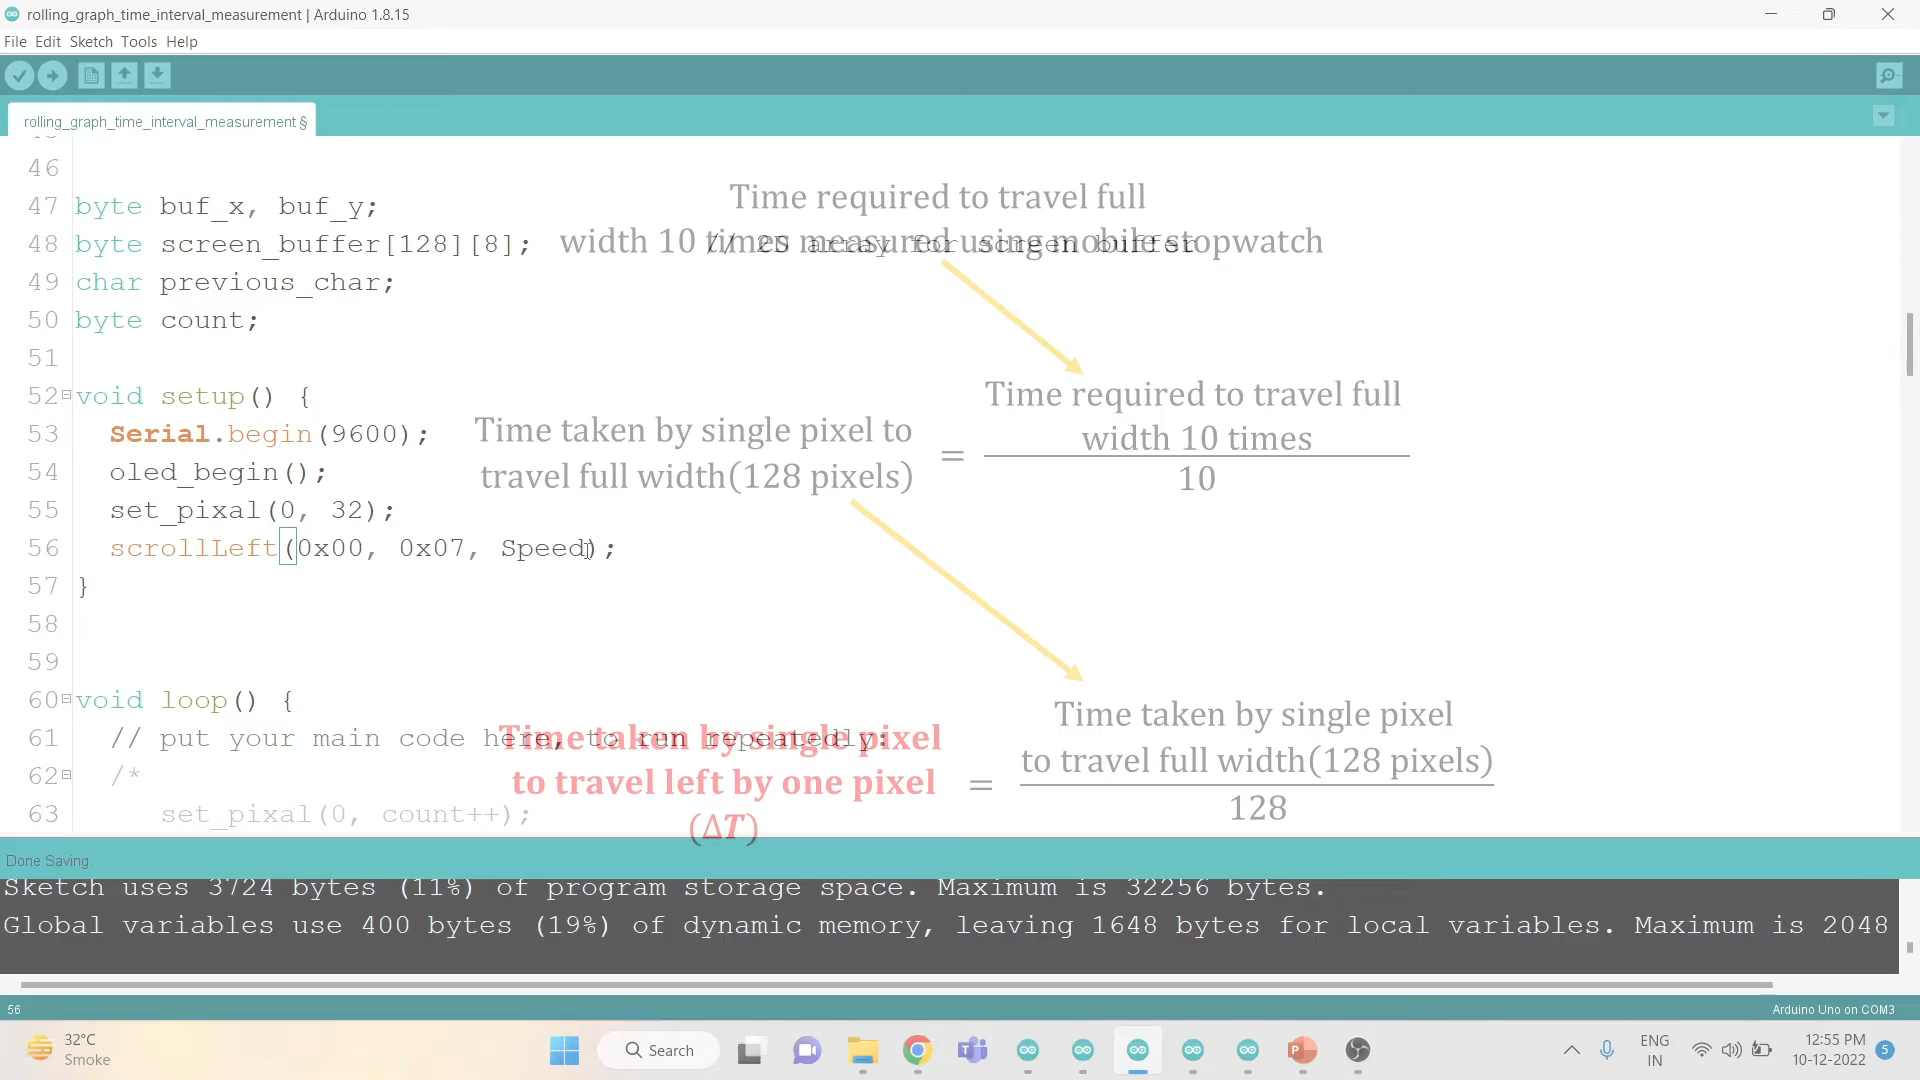 rolling_graph_time_interval_measurement | Arduino 1.8.15
File Edit Sketch Tools Help
rolling_graph_time_interval_measurement §
46
47 byte buf_x, buf_y;
48 byte screen_buffer[128][8]; // 2D array for screen buffer
49 char previous_char;
50 byte count;
51
52 void setup() {
53 Serial.begin(9600);
54 oled_begin();
55 set_pixal(0, 32);
56 scrollLeft(0x00, 0x07, Speed);
57 }
58
59
60 void loop() {
61 // put your main code here, to run repeatedly:
62 /*
63 set_pixal(0, count++);
Time required to travel full
width 10 times measured using mobile stopwatch
Time taken by single pixel to
travel full width(128 pixels)
=
Time required to travel full
width 10 times
10
Time taken by single pixel
to travel left by one pixel
(ΔT)
=
Time taken by single pixel
to travel full width(128 pixels)
128
Done Saving.
Sketch uses 3724 bytes (11%) of program storage space. Maximum is 32256 bytes.
Global variables use 400 bytes (19%) of dynamic memory, leaving 1648 bytes for local variables. Maximum is 2048
56
Arduino Uno on COM3
32°C
Smoke
Search
ENG
IN
12:55 PM
10-12-2022
5